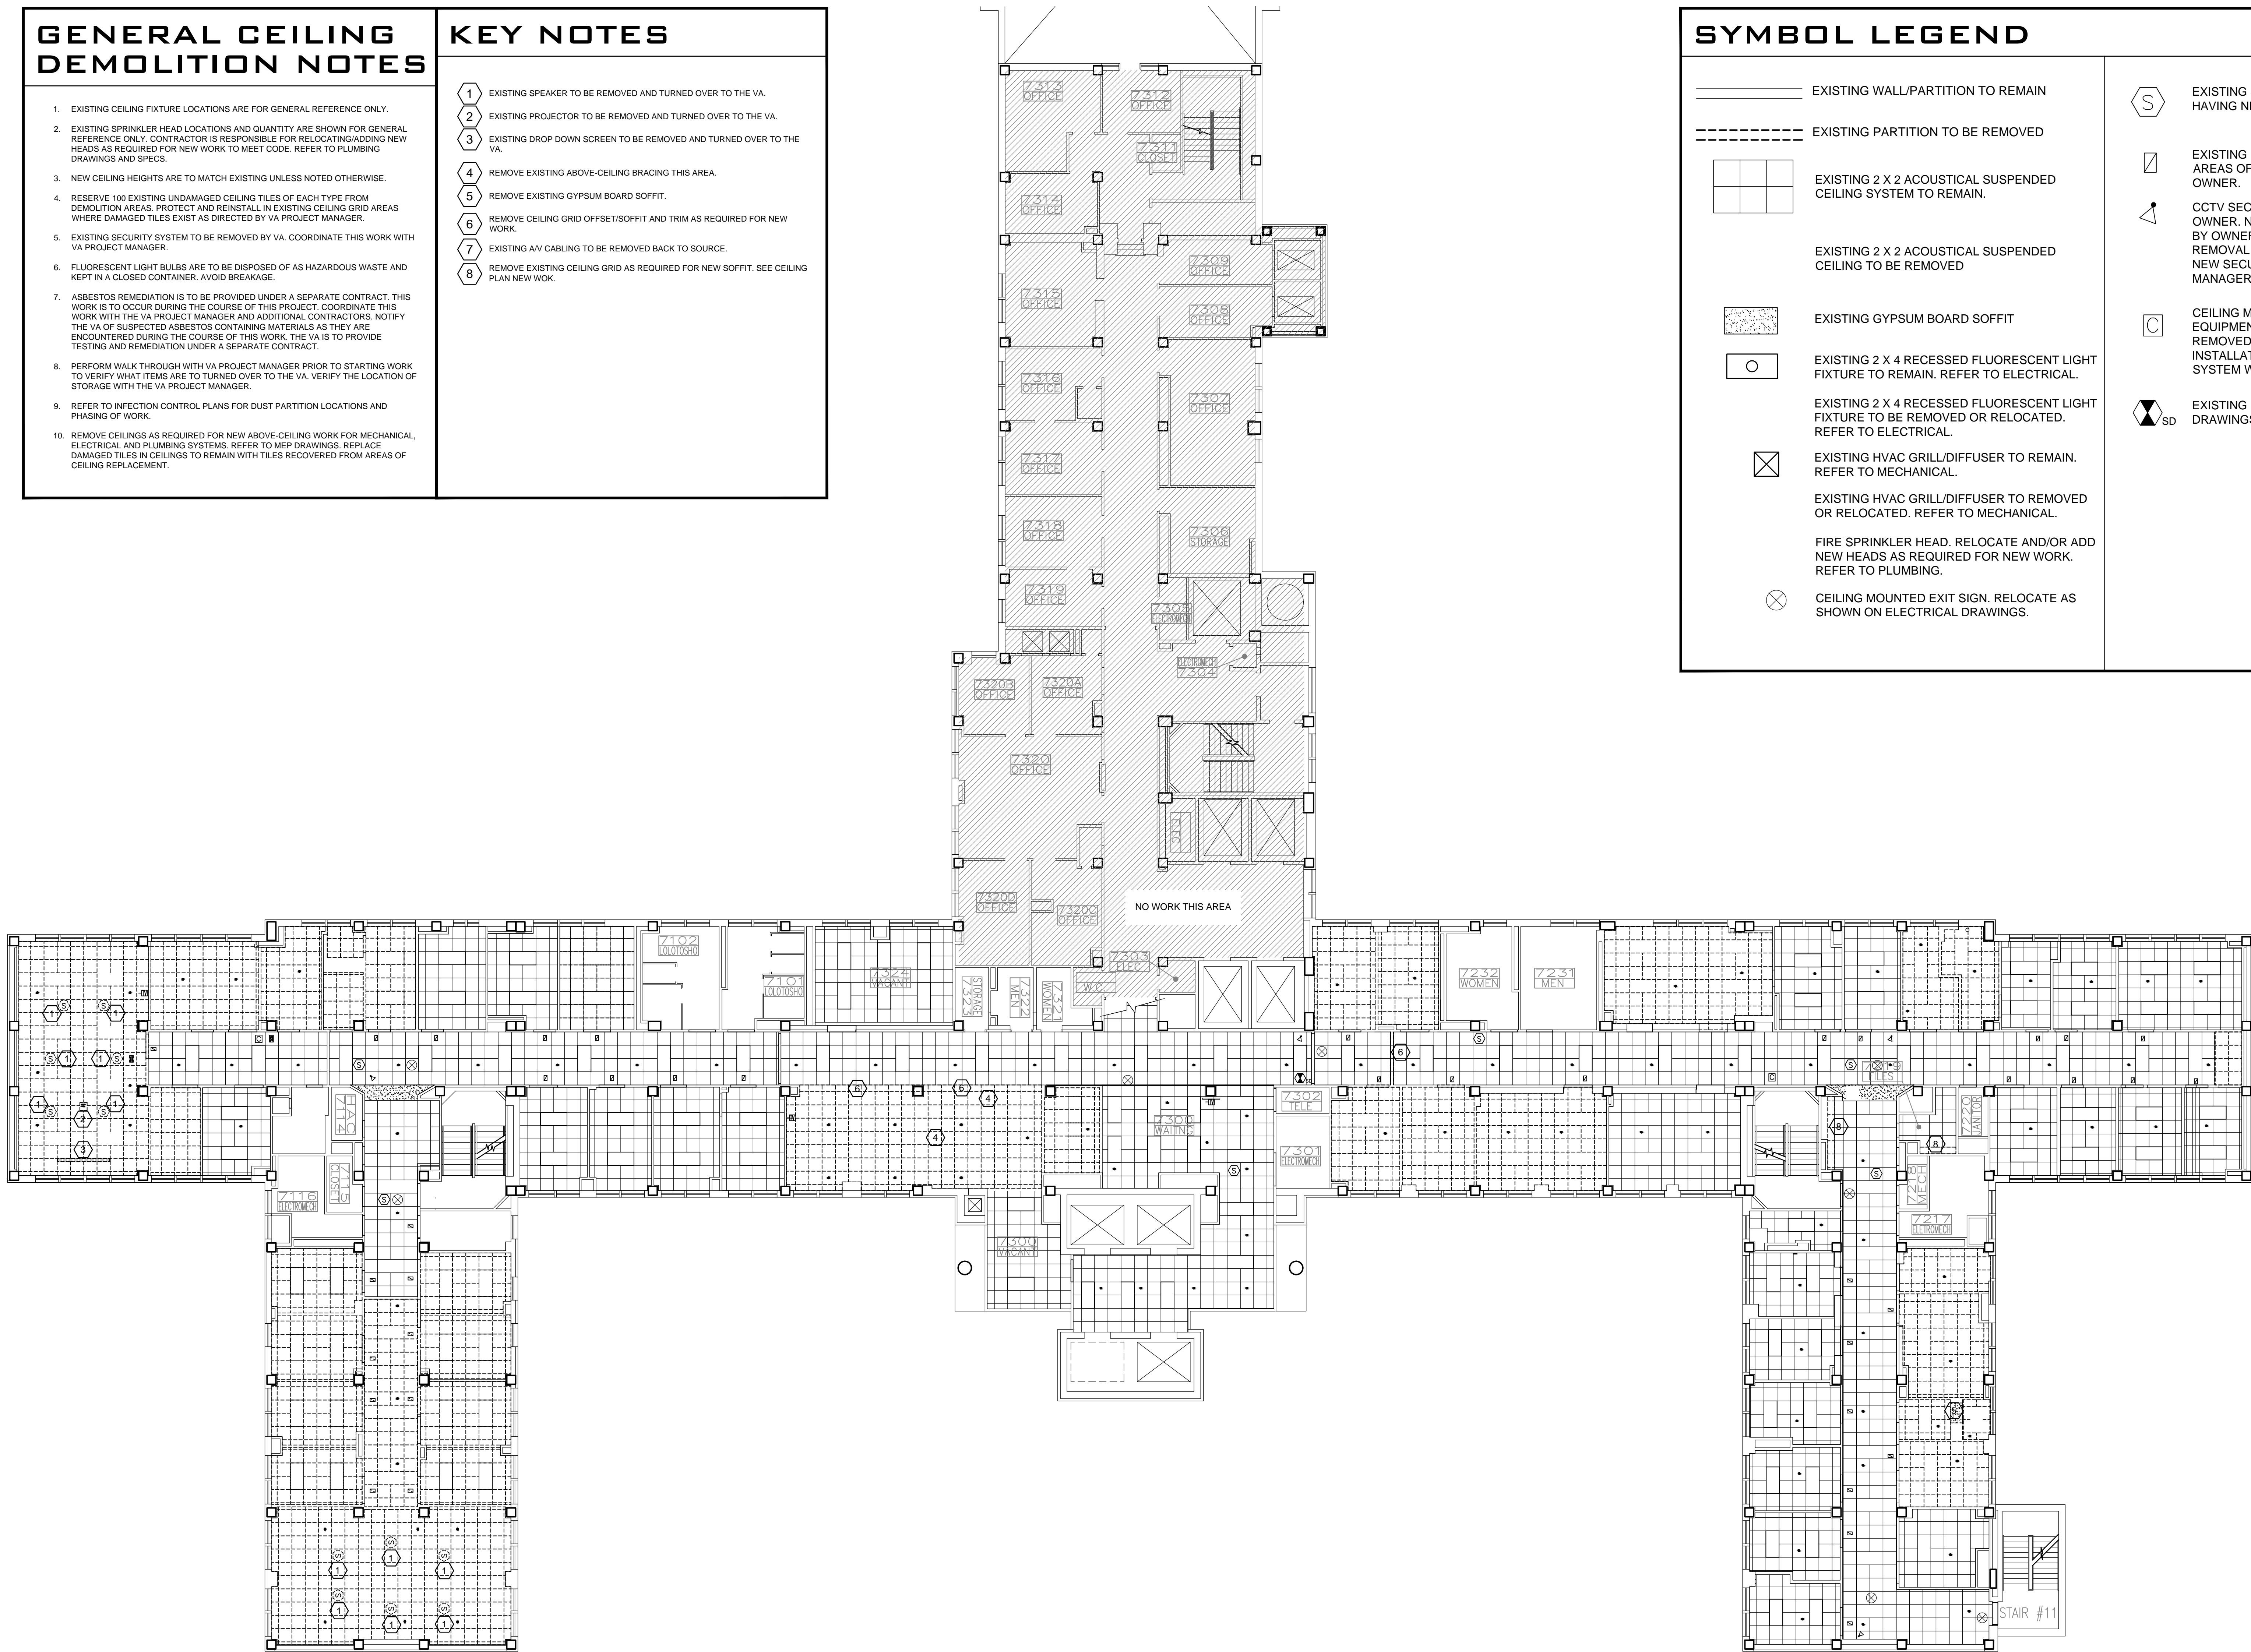 GENERAL CEILING
DEMOLITION NOTES
1. EXISTING CEILING FIXTURE LOCATIONS ARE FOR GENERAL REFERENCE ONLY.
2. EXISTING SPRINKLER HEAD LOCATIONS AND QUANTITY ARE SHOWN FOR GENERAL
REFERENCE ONLY. CONTRACTOR IS RESPONSIBLE FOR RELOCATING/ADDING NEW
HEADS AS REQUIRED FOR NEW WORK TO MEET CODE. REFER TO PLUMBING
DRAWINGS AND SPECS.
3. NEW CEILING HEIGHTS ARE TO MATCH EXISTING UNLESS NOTED OTHERWISE.
4. RESERVE 100 EXISTING UNDAMAGED CEILING TILES OF EACH TYPE FROM
DEMOLITION AREAS. PROTECT AND REINSTALL IN EXISTING CEILING GRID AREAS
WHERE DAMAGED TILES EXIST AS DIRECTED BY VA PROJECT MANAGER.
5. EXISTING SECURITY SYSTEM TO BE REMOVED BY VA. COORDINATE THIS WORK WITH
VA PROJECT MANAGER.
6. FLUORESCENT LIGHT BULBS ARE TO BE DISPOSED OF AS HAZARDOUS WASTE AND
KEPT IN A CLOSED CONTAINER. AVOID BREAKAGE.
7. ASBESTOS REMEDIATION IS TO BE PROVIDED UNDER A SEPARATE CONTRACT. THIS
WORK IS TO OCCUR DURING THE COURSE OF THIS PROJECT. COORDINATE THIS
WORK WITH THE VA PROJECT MANAGER AND ADDITIONAL CONTRACTORS. NOTIFY
THE VA OF SUSPECTED ASBESTOS CONTAINING MATERIALS AS THEY ARE
ENCOUNTERED DURING THE COURSE OF THIS WORK. THE VA IS TO PROVIDE
TESTING AND REMEDIATION UNDER A SEPARATE CONTRACT.
8. PERFORM WALK THROUGH WITH VA PROJECT MANAGER PRIOR TO STARTING WORK
TO VERIFY WHAT ITEMS ARE TO TURNED OVER TO THE VA. VERIFY THE LOCATION OF
STORAGE WITH THE VA PROJECT MANAGER.
9. REFER TO INFECTION CONTROL PLANS FOR DUST PARTITION LOCATIONS AND
PHASING OF WORK.
10. REMOVE CEILINGS AS REQUIRED FOR NEW ABOVE-CEILING WORK FOR MECHANICAL,
ELECTRICAL AND PLUMBING SYSTEMS. REFER TO MEP DRAWINGS. REPLACE
DAMAGED TILES IN CEILINGS TO REMAIN WITH TILES RECOVERED FROM AREAS OF
CEILING REPLACEMENT.
KEY NOTES
1 EXISTING SPEAKER TO BE REMOVED AND TURNED OVER TO THE VA.
2 EXISTING PROJECTOR TO BE REMOVED AND TURNED OVER TO THE VA.
3 EXISTING DROP DOWN SCREEN TO BE REMOVED AND TURNED OVER TO THE
VA.
4 REMOVE EXISTING ABOVE-CEILING BRACING THIS AREA.
5 REMOVE EXISTING GYPSUM BOARD SOFFIT.
6 REMOVE CEILING GRID OFFSET/SOFFIT AND TRIM AS REQUIRED FOR NEW
WORK.
7 EXISTING A/V CABLING TO BE REMOVED BACK TO SOURCE.
8 REMOVE EXISTING CEILING GRID AS REQUIRED FOR NEW SOFFIT. SEE CEILING
PLAN NEW WOK.
SYMBOL LEGEND
EXISTING WALL/PARTITION TO REMAIN
EXISTING PARTITION TO BE REMOVED
EXISTING 2 X 2 ACOUSTICAL SUSPENDED
CEILING SYSTEM TO REMAIN.
EXISTING 2 X 2 ACOUSTICAL SUSPENDED
CEILING TO BE REMOVED
EXISTING GYPSUM BOARD SOFFIT
EXISTING 2 X 4 RECESSED FLUORESCENT LIGHT
FIXTURE TO REMAIN. REFER TO ELECTRICAL.
EXISTING 2 X 4 RECESSED FLUORESCENT LIGHT
FIXTURE TO BE REMOVED OR RELOCATED.
REFER TO ELECTRICAL.
EXISTING HVAC GRILL/DIFFUSER TO REMAIN.
REFER TO MECHANICAL.
EXISTING HVAC GRILL/DIFFUSER TO REMOVED
OR RELOCATED. REFER TO MECHANICAL.
FIRE SPRINKLER HEAD. RELOCATE AND/OR ADD
NEW HEADS AS REQUIRED FOR NEW WORK.
REFER TO PLUMBING.
CEILING MOUNTED EXIT SIGN. RELOCATE AS
SHOWN ON ELECTRICAL DRAWINGS.
S EXISTING
HAVING
EXISTING
AREAS OF
OWNER.
CCTV
OWNER.
BY
REMOVAL
NEW
MANAGER
C CEILING
REMOVED
SYSTEM
SD EXISTING
7313
OFFICE
7312
OFFICE
7311
CLOSET
7314
OFFICE
7309
OFFICE
7315
OFFICE
7308
OFFICE
7316
OFFICE
7307
OFFICE
7317
OFFICE
7318
OFFICE
7306
STORAGE
7319
OFFICE
7305
ELECTROMECH
ELECTROMECH
7304
7320B
OFFICE
7320A
OFFICE
7320
OFFICE
ELEC
7320D
OFFICE
7320C
OFFICE
NO WORK THIS AREA
7303
ELEC
W.C.
7102
LOLOTOSHO
7101
LOLOTOSHO
7324
VACANT
STORAGE
7323
MEN
7322
WOMEN
7321
7232
WOMEN
7231
MEN
FILES
7302
TELE
7300
WAITING
7301
ELECTROMECH
7114
7115
CLOSET
7116
ELECTROMECH
7300
VACANT
7220
JANITOR
7218
MECH
7217
ELETROMECH
STAIR #11